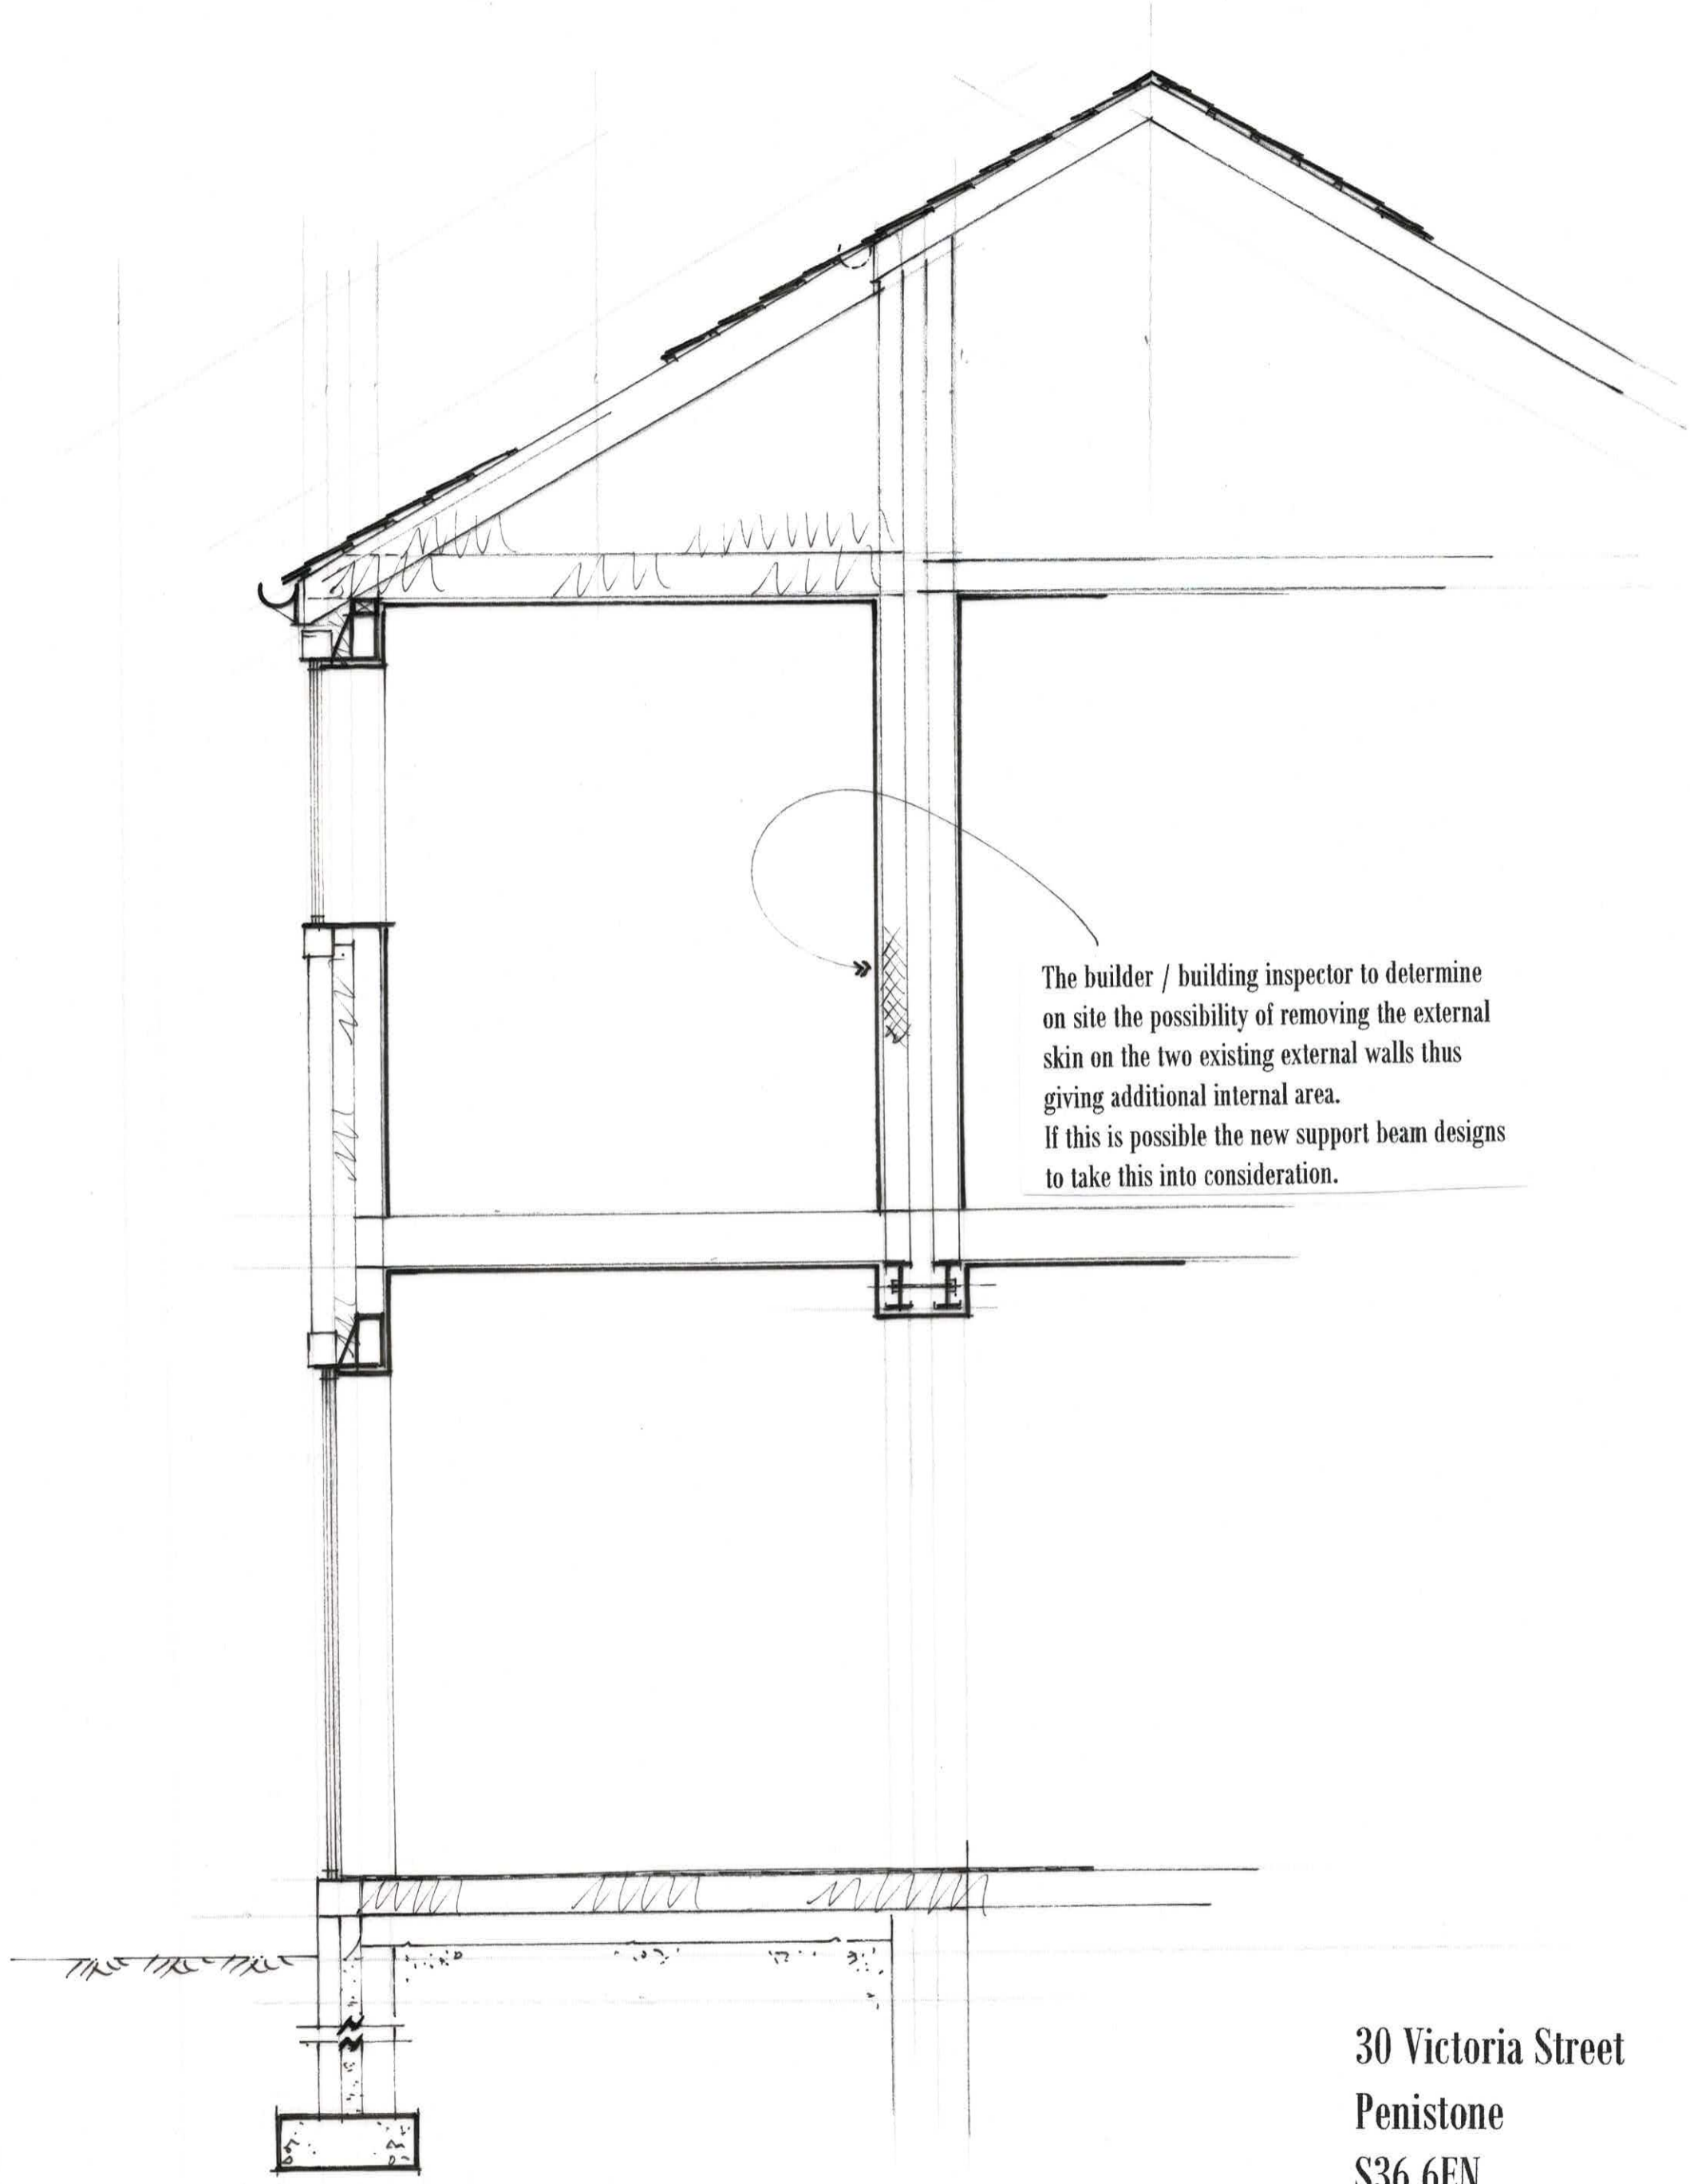 The builder / building inspector to determine
on site the possibility of removing the external
skin on the two existing external walls thus
giving additional internal area.
If this is possible the new support beam designs
to take this into consideration.
30 Victoria Street
Penistone
S36 6EN